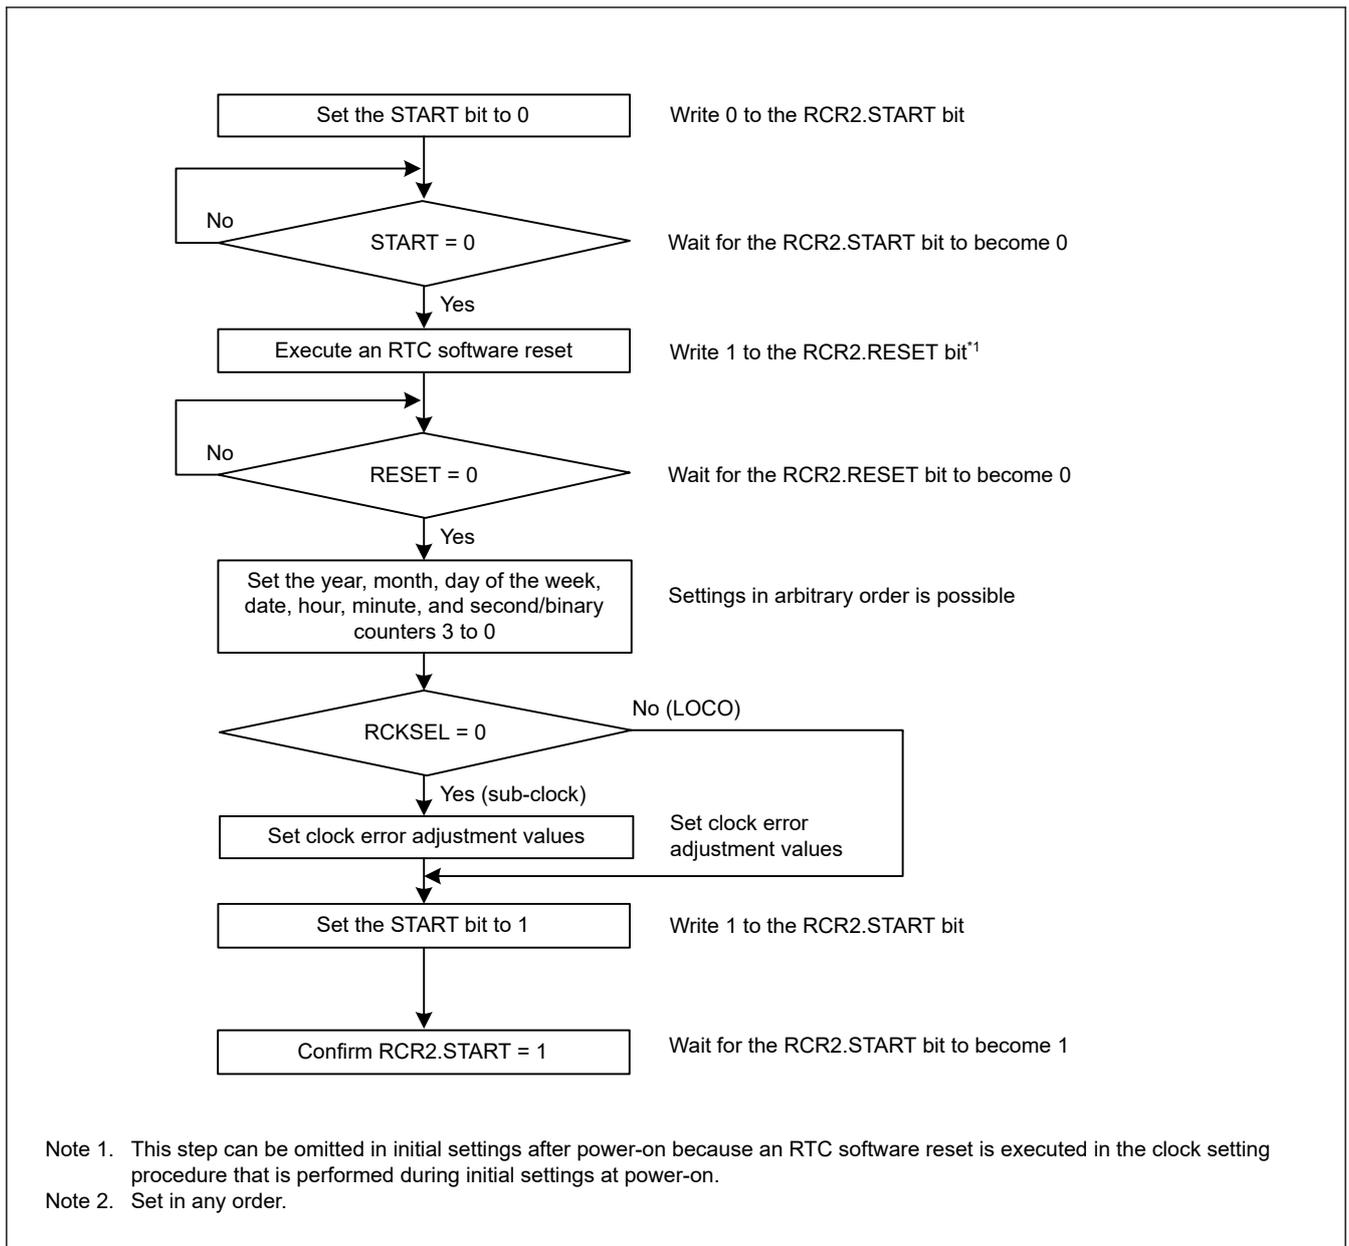 Set the START bit to 0
Write 0 to the RCR2.START bit
No
START = 0
Wait for the RCR2.START bit to become 0
Yes
Execute an RTC software reset
Write 1 to the RCR2.RESET bit*1
No
RESET = 0
Wait for the RCR2.RESET bit to become 0
Yes
Set the year, month, day of the week,
date, hour, minute, and second/binary
counters 3 to 0
Settings in arbitrary order is possible
No (LOCO)
RCKSEL = 0
Yes (sub-clock)
Set clock error adjustment values
Set clock error
adjustment values
Set the START bit to 1
Write 1 to the RCR2.START bit
Confirm RCR2.START = 1
Wait for the RCR2.START bit to become 1
Note 1. This step can be omitted in initial settings after power-on because an RTC software reset is executed in the clock setting
procedure that is performed during initial settings at power-on.
Note 2. Set in any order.